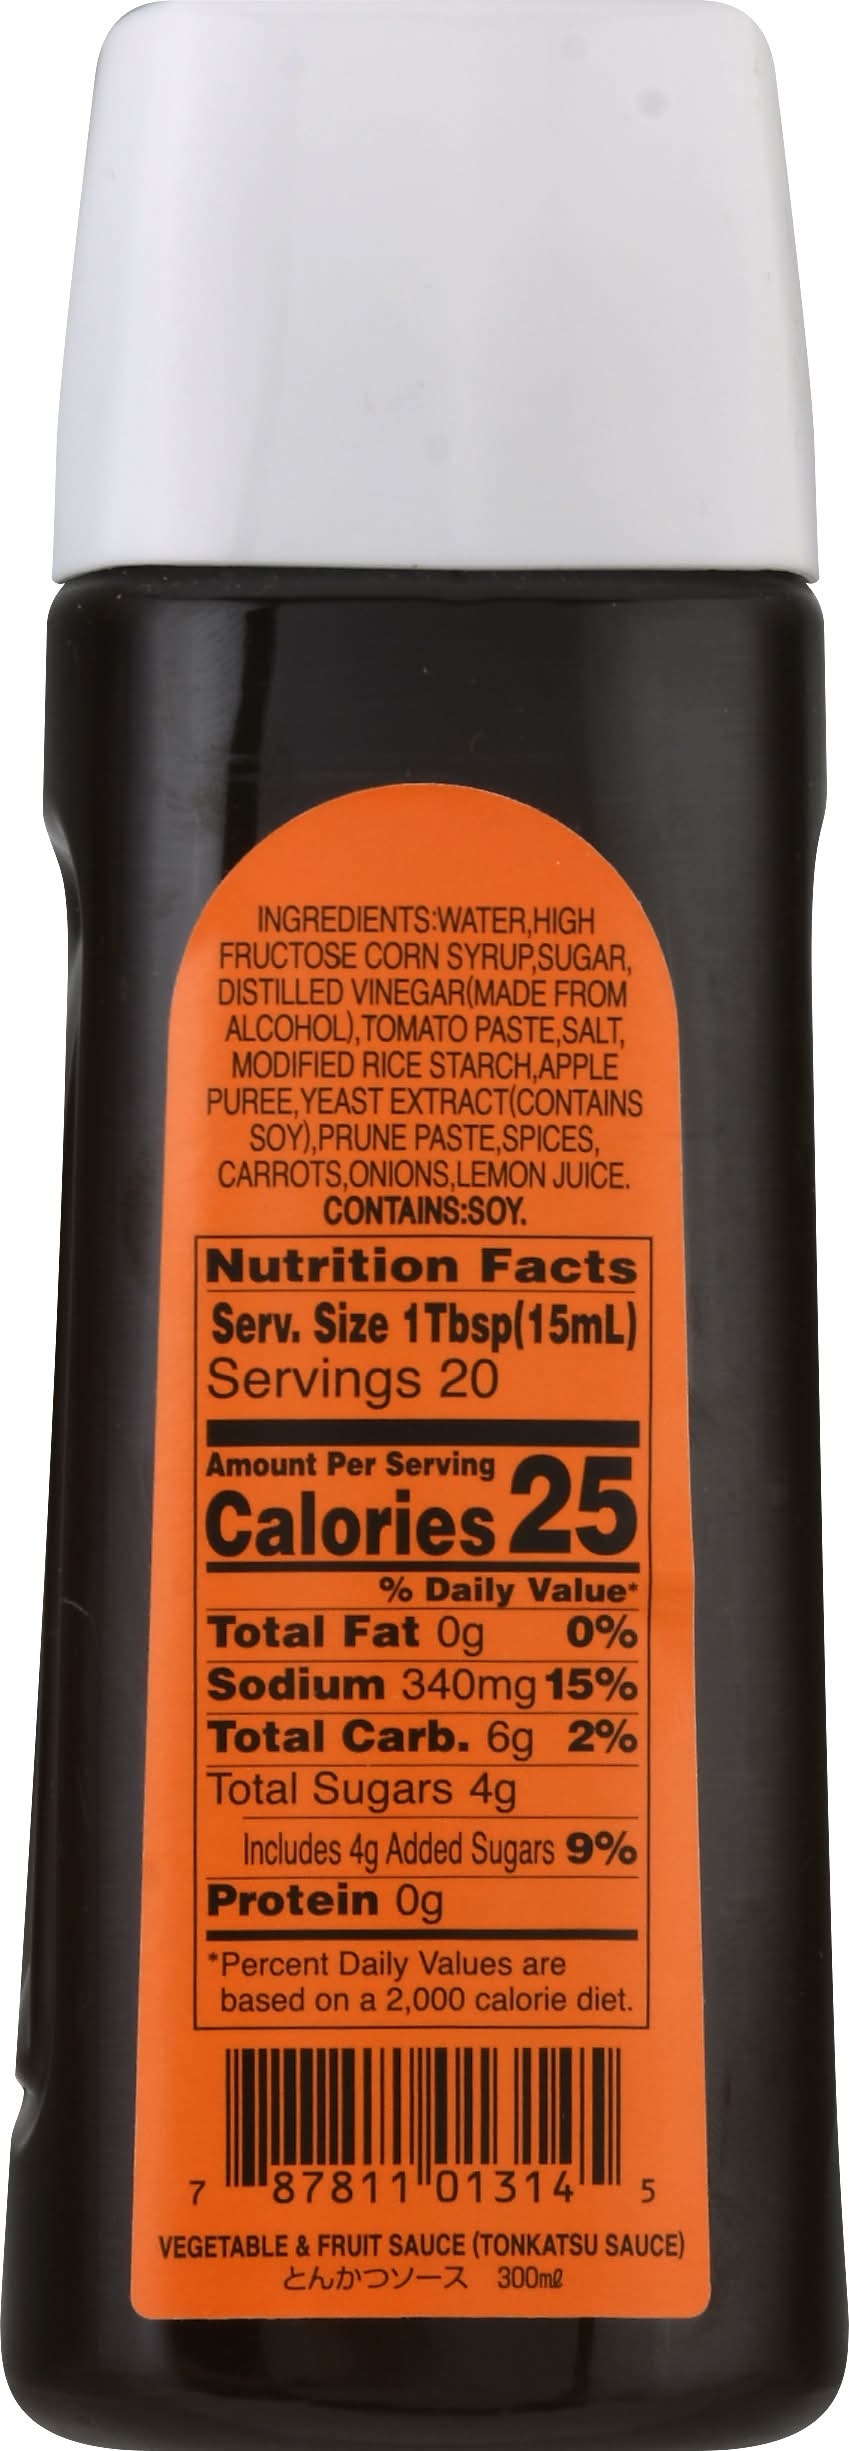 INGREDIENTS:WATER,HIGH
FRUCTOSE CORN SYRUP,SUGAR,
DISTILLED VINEGAR(MADE FROM
ALCOHOL),TOMATO PASTE,SALT,
MODIFIED RICE STARCH,APPLE
PUREE,YEAST EXTRACT(CONTAINS
SOY),PRUNE PASTE,SPICES,
CARROTS,ONIONS,LEMON JUICE.
CONTAINS:SOY.
Nutrition Facts
Serv. Size 1Tbsp(15mL)
Servings 20
Amount Per Serving
Calories 25
% Daily Value*
Total Fat 0g 0%
Sodium 340mg 15%
Total Carb. 6g 2%
Total Sugars 4g
Includes 4g Added Sugars 9%
Protein 0g
*Percent Daily Values are
based on a 2,000 calorie diet.
7 87811 01314 5
VEGETABLE & FRUIT SAUCE (TONKATSU SAUCE)
とんかつソース 300mℓ